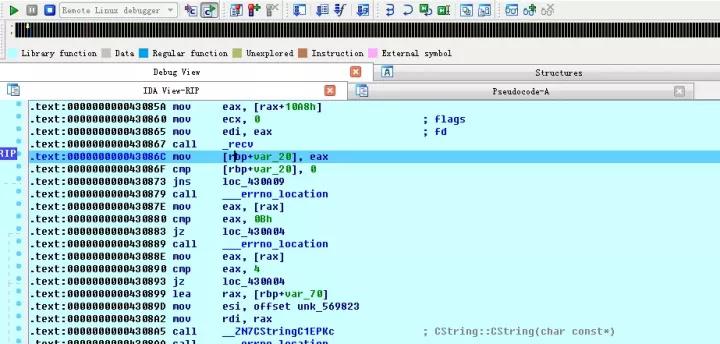 Remote Linux debugger
Library function Data Regular function Unexplored Instruction External symbol
Debug View Structures
IDA View-RIP Pseudocode-A
.text:000000000043085A mov eax, [rax+10A8h]
.text:0000000000430860 mov ecx, 0 ; flags
.text:0000000000430865 mov edi, eax ; fd
.text:0000000000430867 call _recv
RIP .text:000000000043086C mov [rbp+var_20], eax
.text:000000000043086F cmp [rbp+var_20], 0
.text:0000000000430873 jns loc_430A09
.text:0000000000430879 call ___errno_location
.text:000000000043087E mov eax, [rax]
.text:0000000000430880 cmp eax, 0Bh
.text:0000000000430883 jz loc_430A04
.text:0000000000430889 call ___errno_location
.text:000000000043088E mov eax, [rax]
.text:0000000000430890 cmp eax, 4
.text:0000000000430893 jz loc_430A04
.text:0000000000430899 lea rax, [rbp+var_70]
.text:000000000043089D mov esi, offset unk_569823
.text:00000000004308A2 mov rdi, rax
.text:00000000004308A5 call __ZN7CStringC1EPKc ; CString::CString(char const*)